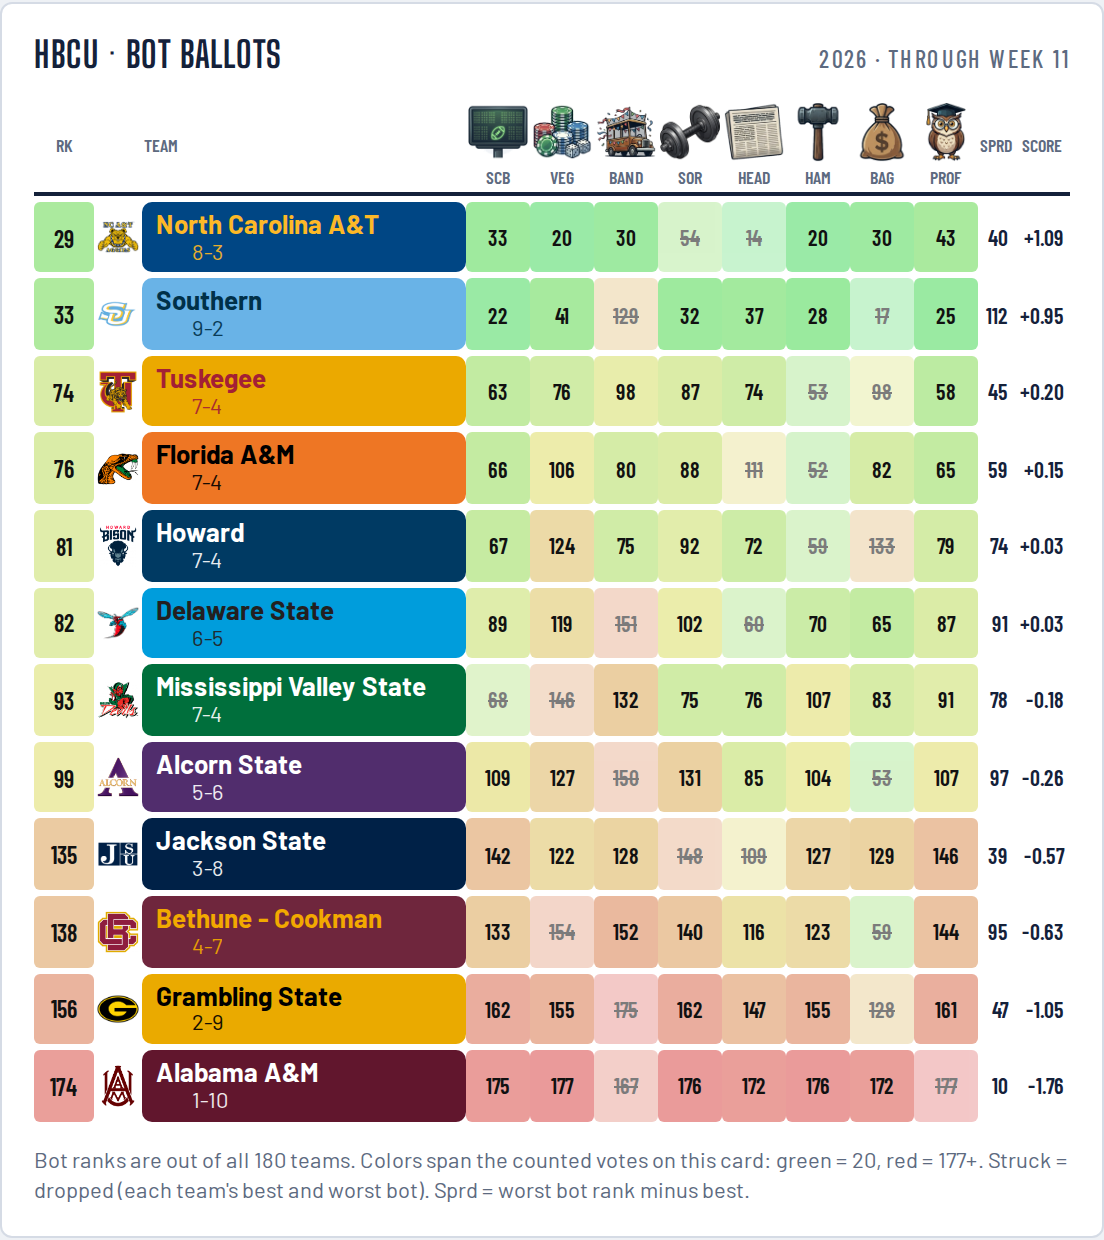 HBCU · BOT BALLOTS
2026 · THROUGH WEEK 11
RK TEAM SCB VEG BAND SOR HEAD HAM BAG PROF SPRD SCORE
29 North Carolina A&T 33 20 30 54 14 20 30 43 40 +1.09
8-3
33 Southern 22 41 129 32 37 28 17 25 112 +0.95
9-2
74 Tuskegee 63 76 98 87 74 53 98 58 45 +0.20
7-4
76 Florida A&M 66 106 80 88 111 52 82 65 59 +0.15
7-4
HOWARD
BISON
81 Howard 67 124 75 92 72 59 133 79 74 +0.03
7-4
82 Delaware State 89 119 151 102 60 70 65 87 91 +0.03
6-5
93 Mississippi Valley State 68 146 132 75 76 107 83 91 78 -0.18
7-4
ALCORN
99 Alcorn State 109 127 150 131 85 104 53 107 97 -0.26
5-6
JSU
135 Jackson State 142 122 128 148 109 127 129 146 39 -0.57
3-8
138 Bethune - Cookman 133 154 152 140 116 123 59 144 95 -0.63
4-7
G
156 Grambling State 162 155 175 162 147 155 128 161 47 -1.05
2-9
174 Alabama A&M 175 177 167 176 172 176 172 177 10 -1.76
1-10
Bot ranks are out of all 180 teams. Colors span the counted votes on this card: green = 20, red = 177+. Struck =
dropped (each team's best and worst bot). Sprd = worst bot rank minus best.